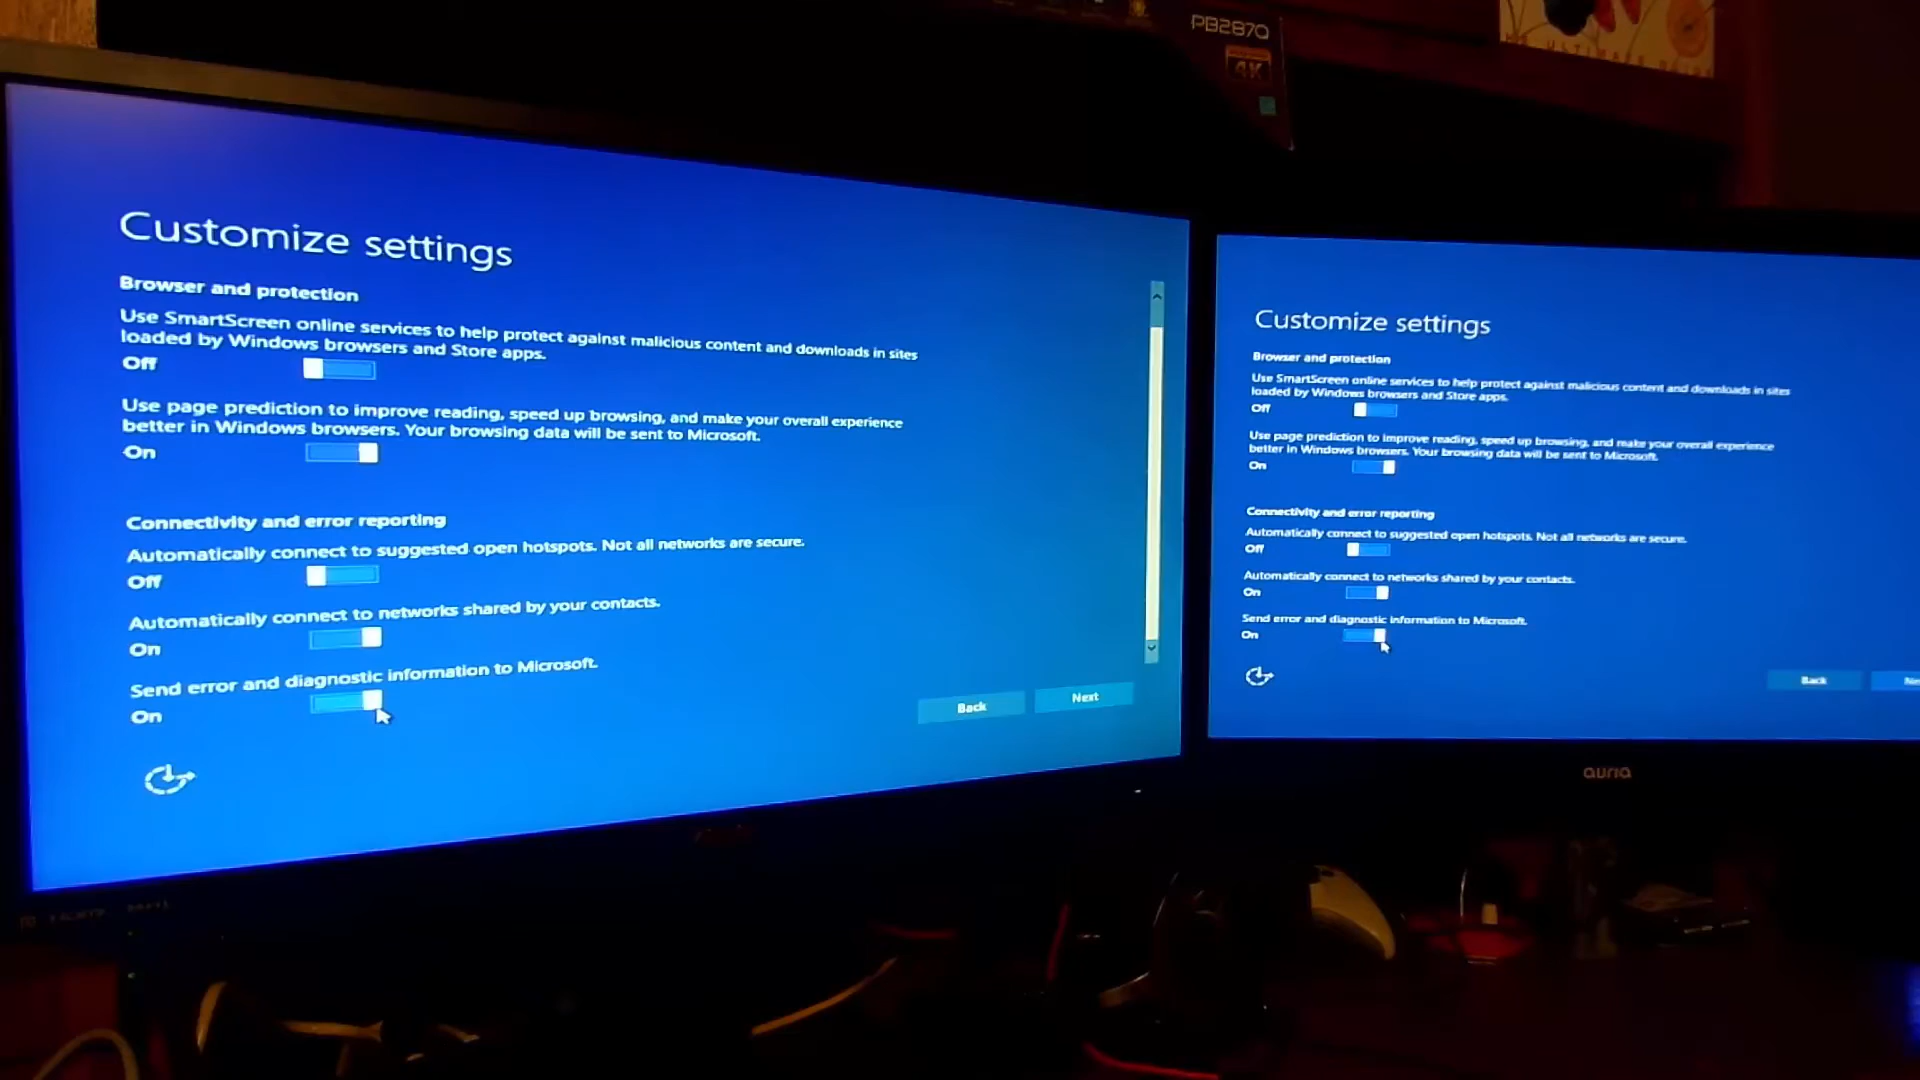 PB287Q
4K
Customize settings
Browser and protection
Use SmartScreen online services to help protect against malicious content and downloads in sites
loaded by Windows browsers and Store apps.
Off
Use page prediction to improve reading, speed up browsing, and make your overall experience
better in Windows browsers. Your browsing data will be sent to Microsoft.
On
Connectivity and error reporting
Automatically connect to suggested open hotspots. Not all networks are secure.
Off
Automatically connect to networks shared by your contacts.
On
Send error and diagnostic information to Microsoft.
On
Back
Next
Customize settings
Browser and protection
Use SmartScreen online services to help protect against malicious content and downloads in sites
loaded by Windows browsers and Store apps.
Off
Use page prediction to improve reading, speed up browsing, and make your overall experience
better in Windows browsers. Your browsing data will be sent to Microsoft.
On
Connectivity and error reporting
Automatically connect to suggested open hotspots. Not all networks are secure.
Off
Automatically connect to networks shared by your contacts.
On
Send error and diagnostic information to Microsoft.
On
Back
Ne
auria